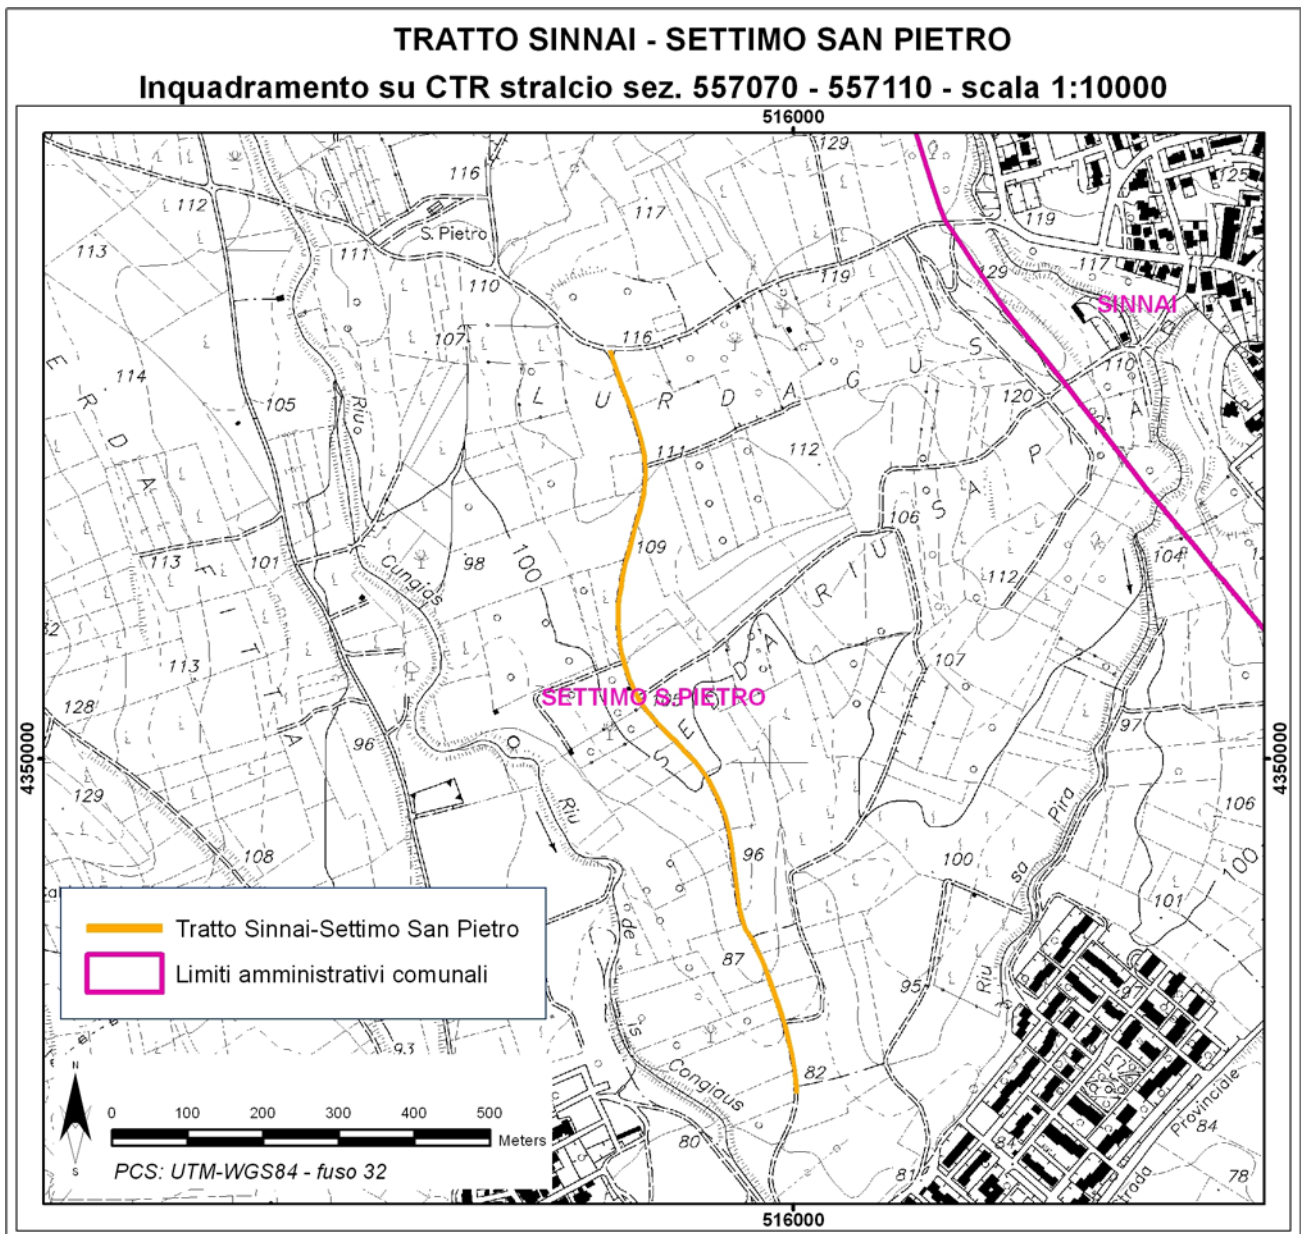 TRATTO SINNAI - SETTIMO SAN PIETRO
Inquadramento su CTR stralcio sez. 557070 - 557110 - scala 1:10000
516000
129
116
112
117
119
125
S. Pietro
113
111
119
129
117
110
SINNAI
107
116
110
114
105
Riu
L U R D A G U S
120
E R D A F I T T A
111
112
S A P I R A
106
109
113
101
Cungias
98
100
104
112
S E E D A R I U
113
107
SETTIMO S.PIETRO
105
128
96
97
4350000
4350000
129
Riu
Pira
106
108
96
100
sa
100
101
Tratto Sinnai-Settimo San Pietro
de
87
Limiti amministrativi comunali
95
Riu
97
93
is
82
Congiaus
N
0 100 200 300 400 500
Meters
S
80
84
84
Provinciale
PCS: UTM-WGS84 - fuso 32
81
trada
78
516000